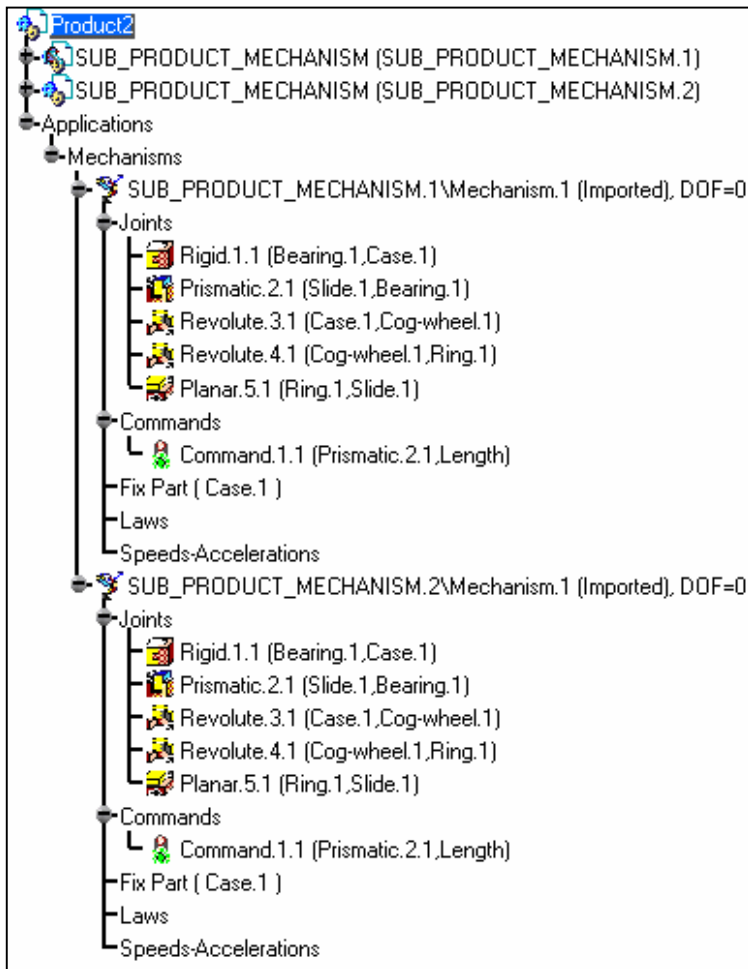 Product2
SUB_PRODUCT_MECHANISM (SUB_PRODUCT_MECHANISM.1)
SUB_PRODUCT_MECHANISM (SUB_PRODUCT_MECHANISM.2)
Applications
Mechanisms
SUB_PRODUCT_MECHANISM.1\Mechanism.1 (Imported), DOF=0
Joints
Rigid.1.1 (Bearing.1,Case.1)
Prismatic.2.1 (Slide.1,Bearing.1)
Revolute.3.1 (Case.1,Cog-wheel.1)
Revolute.4.1 (Cog-wheel.1,Ring.1)
Planar.5.1 (Ring.1,Slide.1)
Commands
Command.1.1 (Prismatic.2.1,Length)
Fix Part ( Case.1 )
Laws
Speeds-Accelerations
SUB_PRODUCT_MECHANISM.2\Mechanism.1 (Imported), DOF=0
Joints
Rigid.1.1 (Bearing.1,Case.1)
Prismatic.2.1 (Slide.1,Bearing.1)
Revolute.3.1 (Case.1,Cog-wheel.1)
Revolute.4.1 (Cog-wheel.1,Ring.1)
Planar.5.1 (Ring.1,Slide.1)
Commands
Command.1.1 (Prismatic.2.1,Length)
Fix Part ( Case.1 )
Laws
Speeds-Accelerations